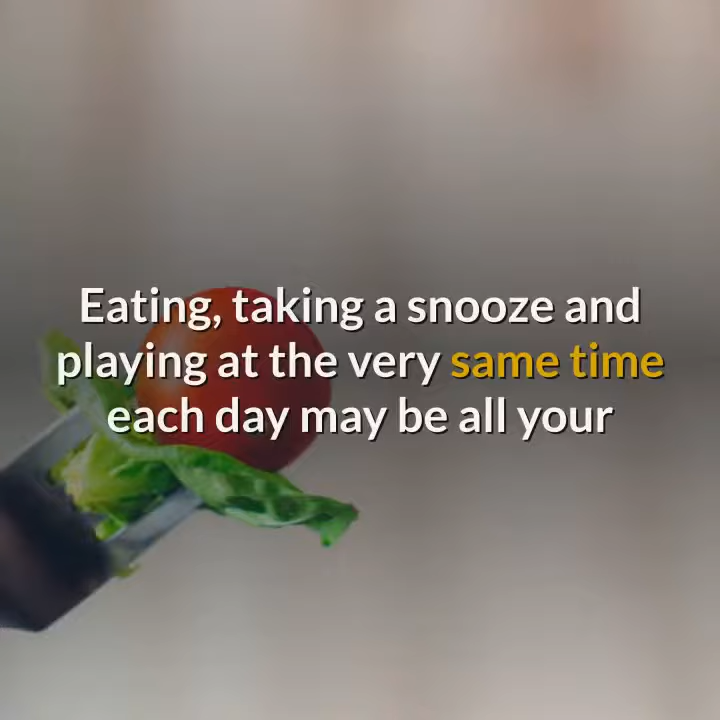 Eating, taking a snooze and
playing at the very same time
each day may be all your